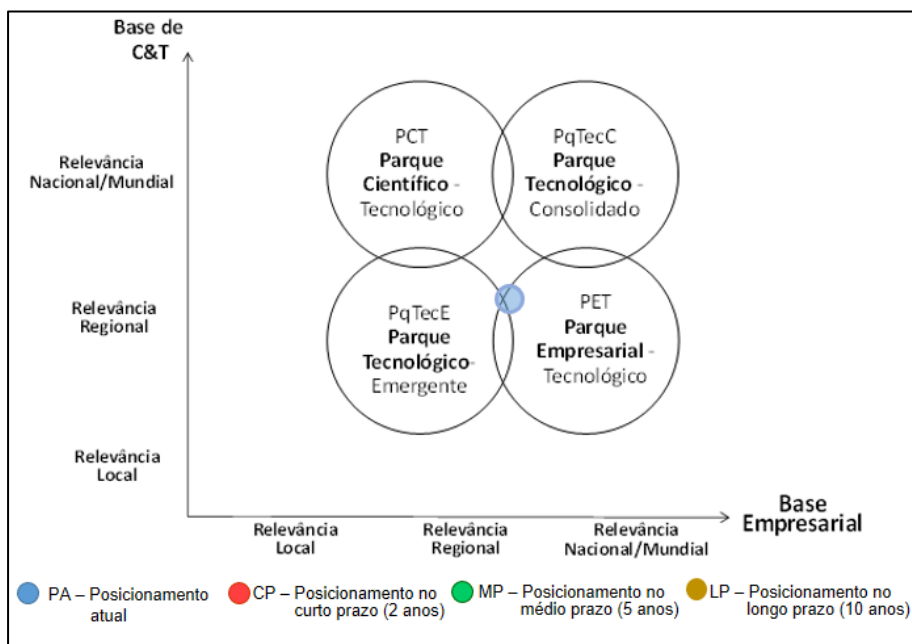 Base de
C&T
PCT
Parque
Científico -
Tecnológico
PqTecC
Parque
Tecnológico -
Consolidado
Relevância
Nacional/Mundial
Relevância
Regional
PqTecE
Parque
Tecnológico-
Emergente
PET
Parque
Empresarial -
Tecnológico
Relevância
Local
Relevância
Local
Relevância
Regional
Relevância
Nacional/Mundial
Base
Empresarial
PA – Posicionamento
atual
CP – Posicionamento no
curto prazo (2 anos)
MP – Posicionamento no
médio prazo (5 anos)
LP – Posicionamento no
longo prazo (10 anos)